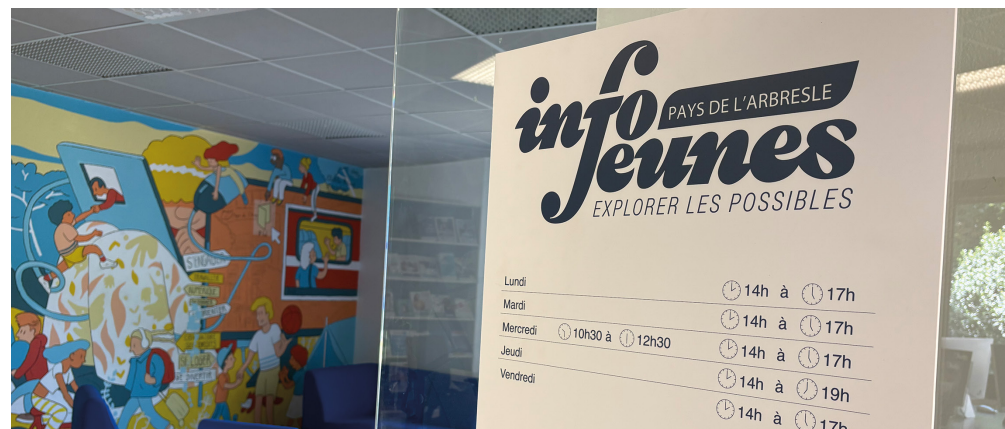 info
PAYS DE L'ARBRESLE
Jeunes
EXPLORER LES POSSIBLES
Lundi 14h à 17h
Mardi 14h à 17h
Mercredi 10h30 à 12h30 14h à 17h
Jeudi 14h à 19h
Vendredi 14h à 17h